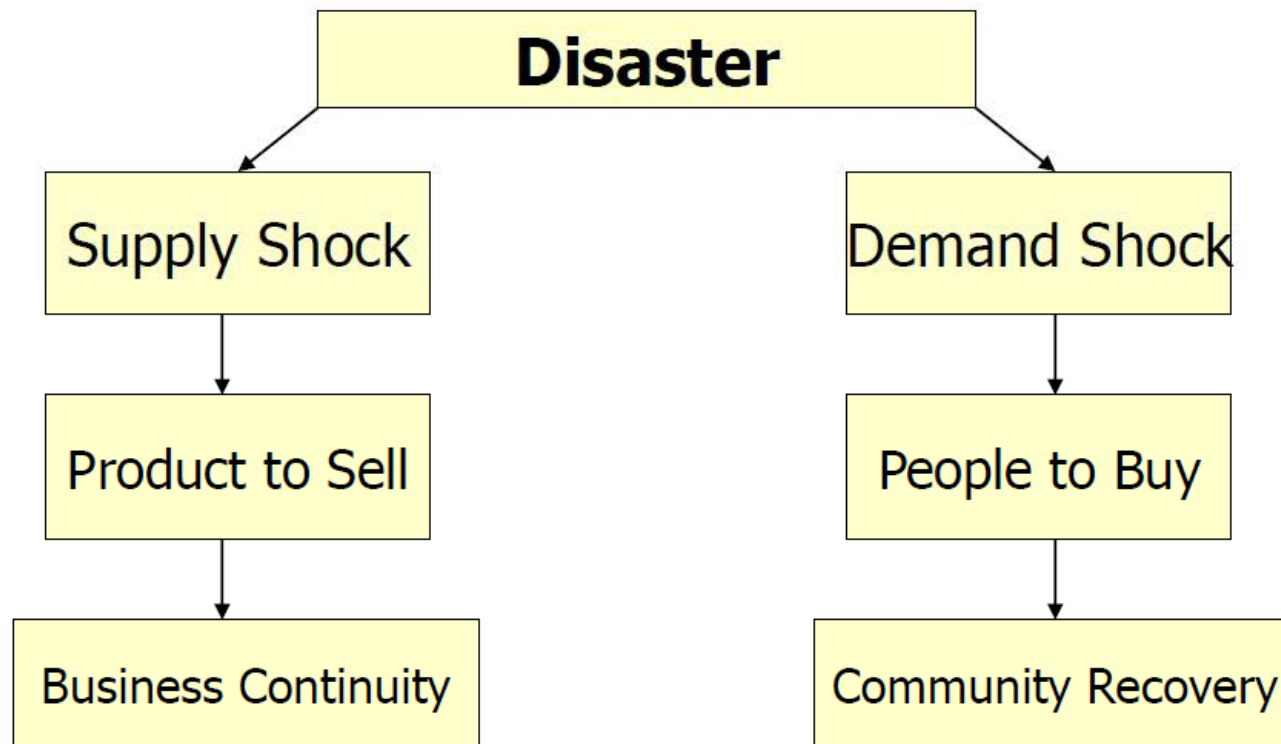 Disaster
Supply Shock
Demand Shock
Product to Sell
People to Buy
Business Continuity
Community Recovery